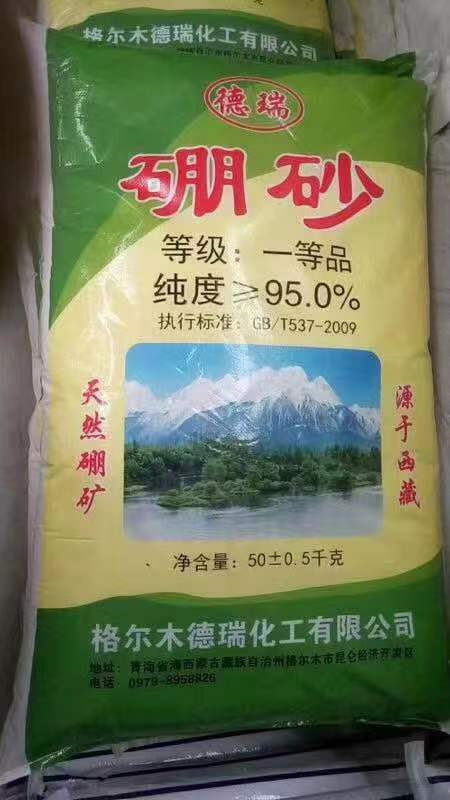 格尔木德瑞化工有限公司
德瑞
硼砂
等级：一等品
纯度≥95.0%
执行标准：GB/T537-2009
天然硼矿
源于西藏
净含量：50±0.5千克
格尔木德瑞化工有限公司
地址：青海省海西蒙古藏族自治州格尔木市昆仑经济开发区
电话：0979-8958826